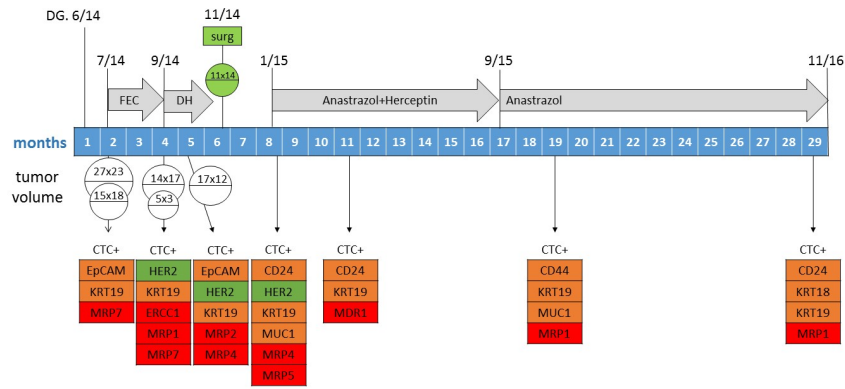 DG. 6/14
11/14
surg
7/14
9/14
1/15
9/15
11/16
11x14
FEC
DH
Anastrazol+Herceptin
Anastrazol
months 1 2 3 4 5 6 7 8 9 10 11 12 13 14 15 16 17 18 19 20 21 22 23 24 25 26 27 28 29
tumor
volume
27x23
15x18
14x17
5x3
17x12
CTC+
EpCAM
KRT19
MRP7
CTC+
HER2
KRT19
ERCC1
MRP1
MRP7
CTC+
EpCAM
HER2
KRT19
MRP2
MRP4
CTC+
CD24
HER2
KRT19
MUC1
MRP4
MRP5
CTC+
CD24
KRT19
MDR1
CTC+
CD44
KRT19
MUC1
MRP1
CTC+
CD24
KRT18
KRT19
MRP1